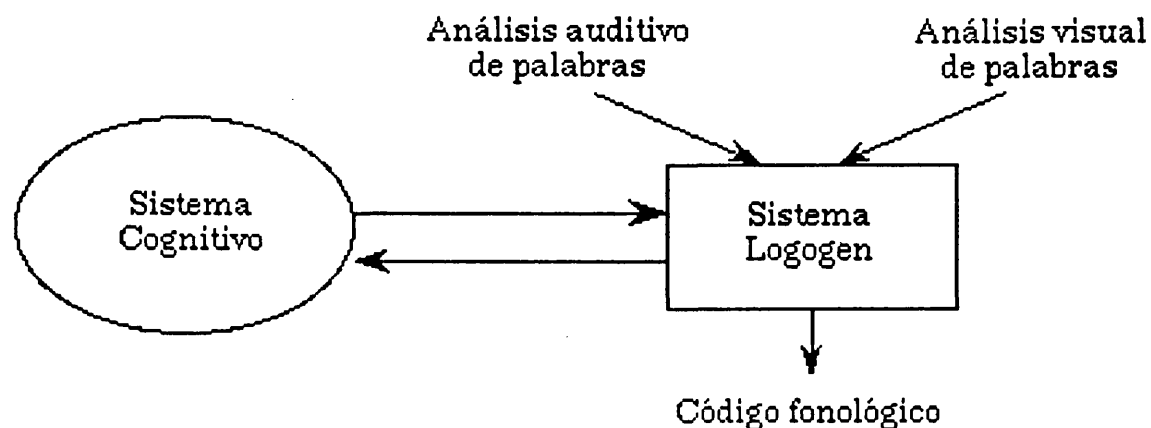 Análisis auditivo
de palabras
Análisis visual
de palabras
Sistema
Cognitivo
Sistema
Logogen
Código fonológico